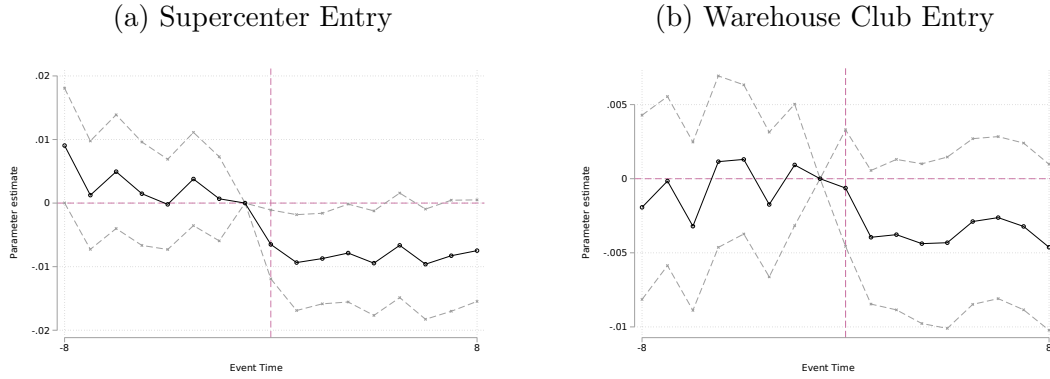 (a) Supercenter Entry
(b) Warehouse Club Entry
.02
.01
0
-.01
-.02
Parameter estimate
-8
8
Event Time
.005
0
-.005
-.01
Parameter estimate
-8
8
Event Time